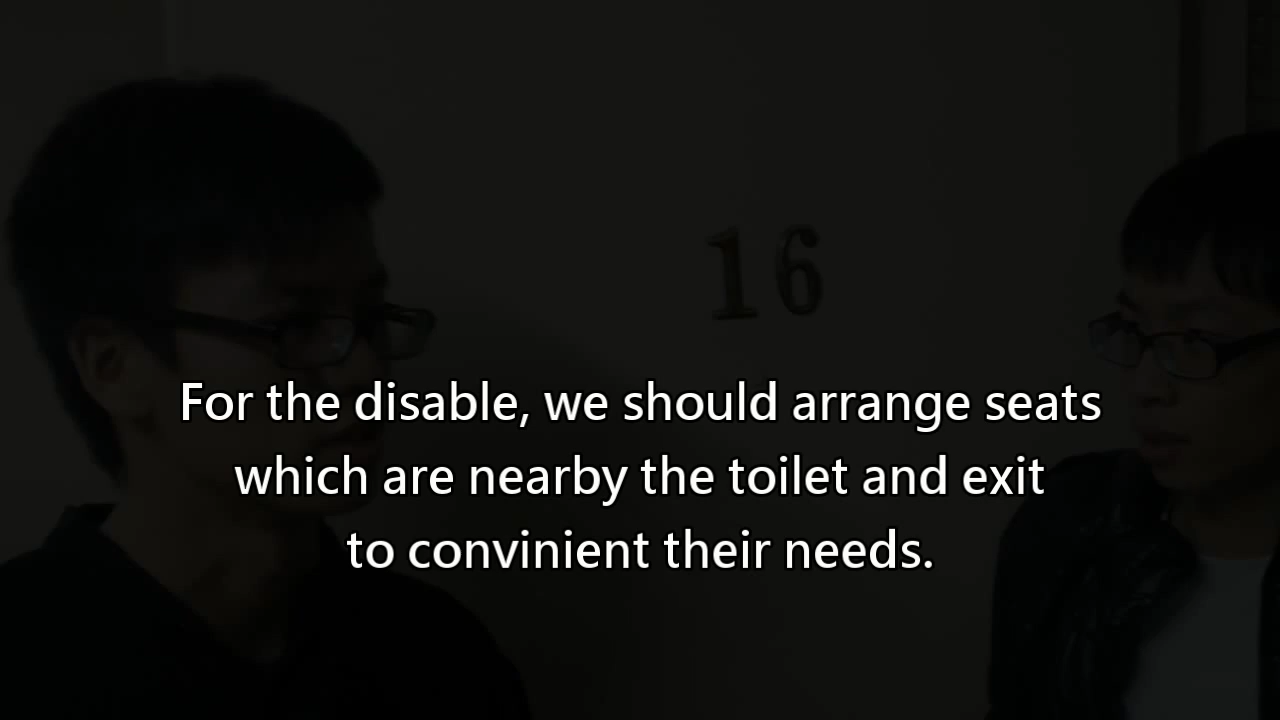 16
For the disable, we should arrange seats
which are nearby the toilet and exit
to convinient their needs.